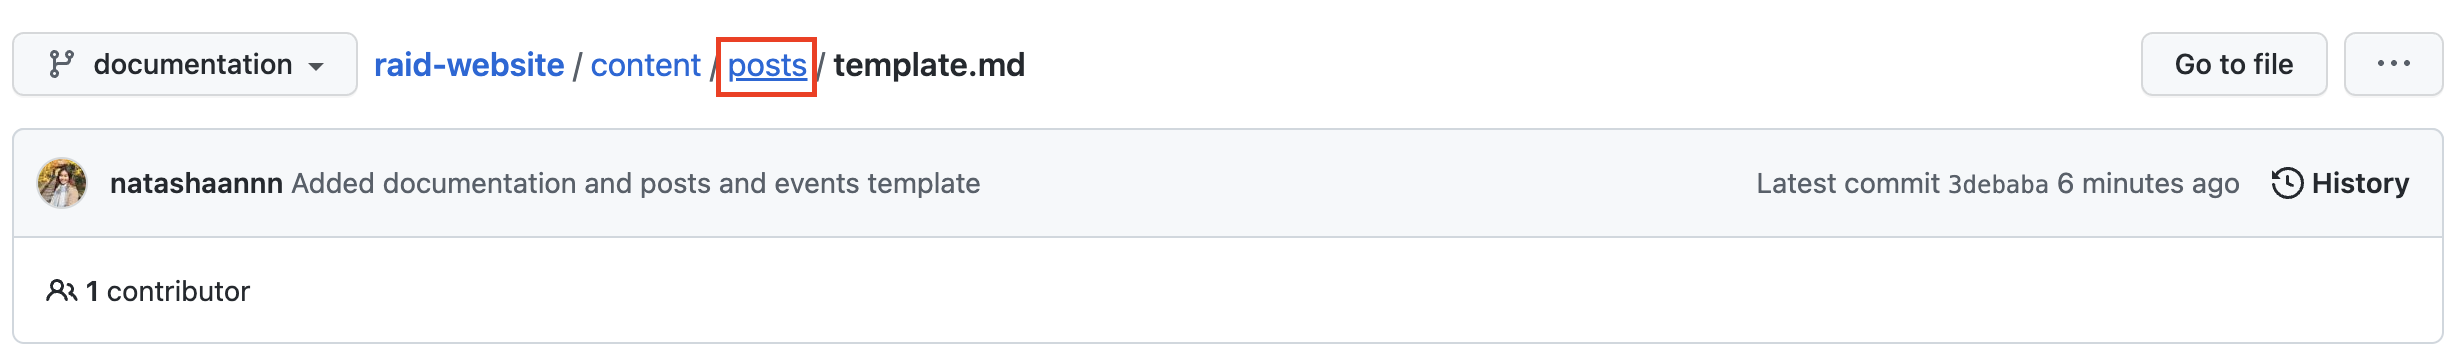 documentation raid-website / content / posts / template.md Go to file ...
natashaannn Added documentation and posts and events template Latest commit 3debaba 6 minutes ago History
1 contributor